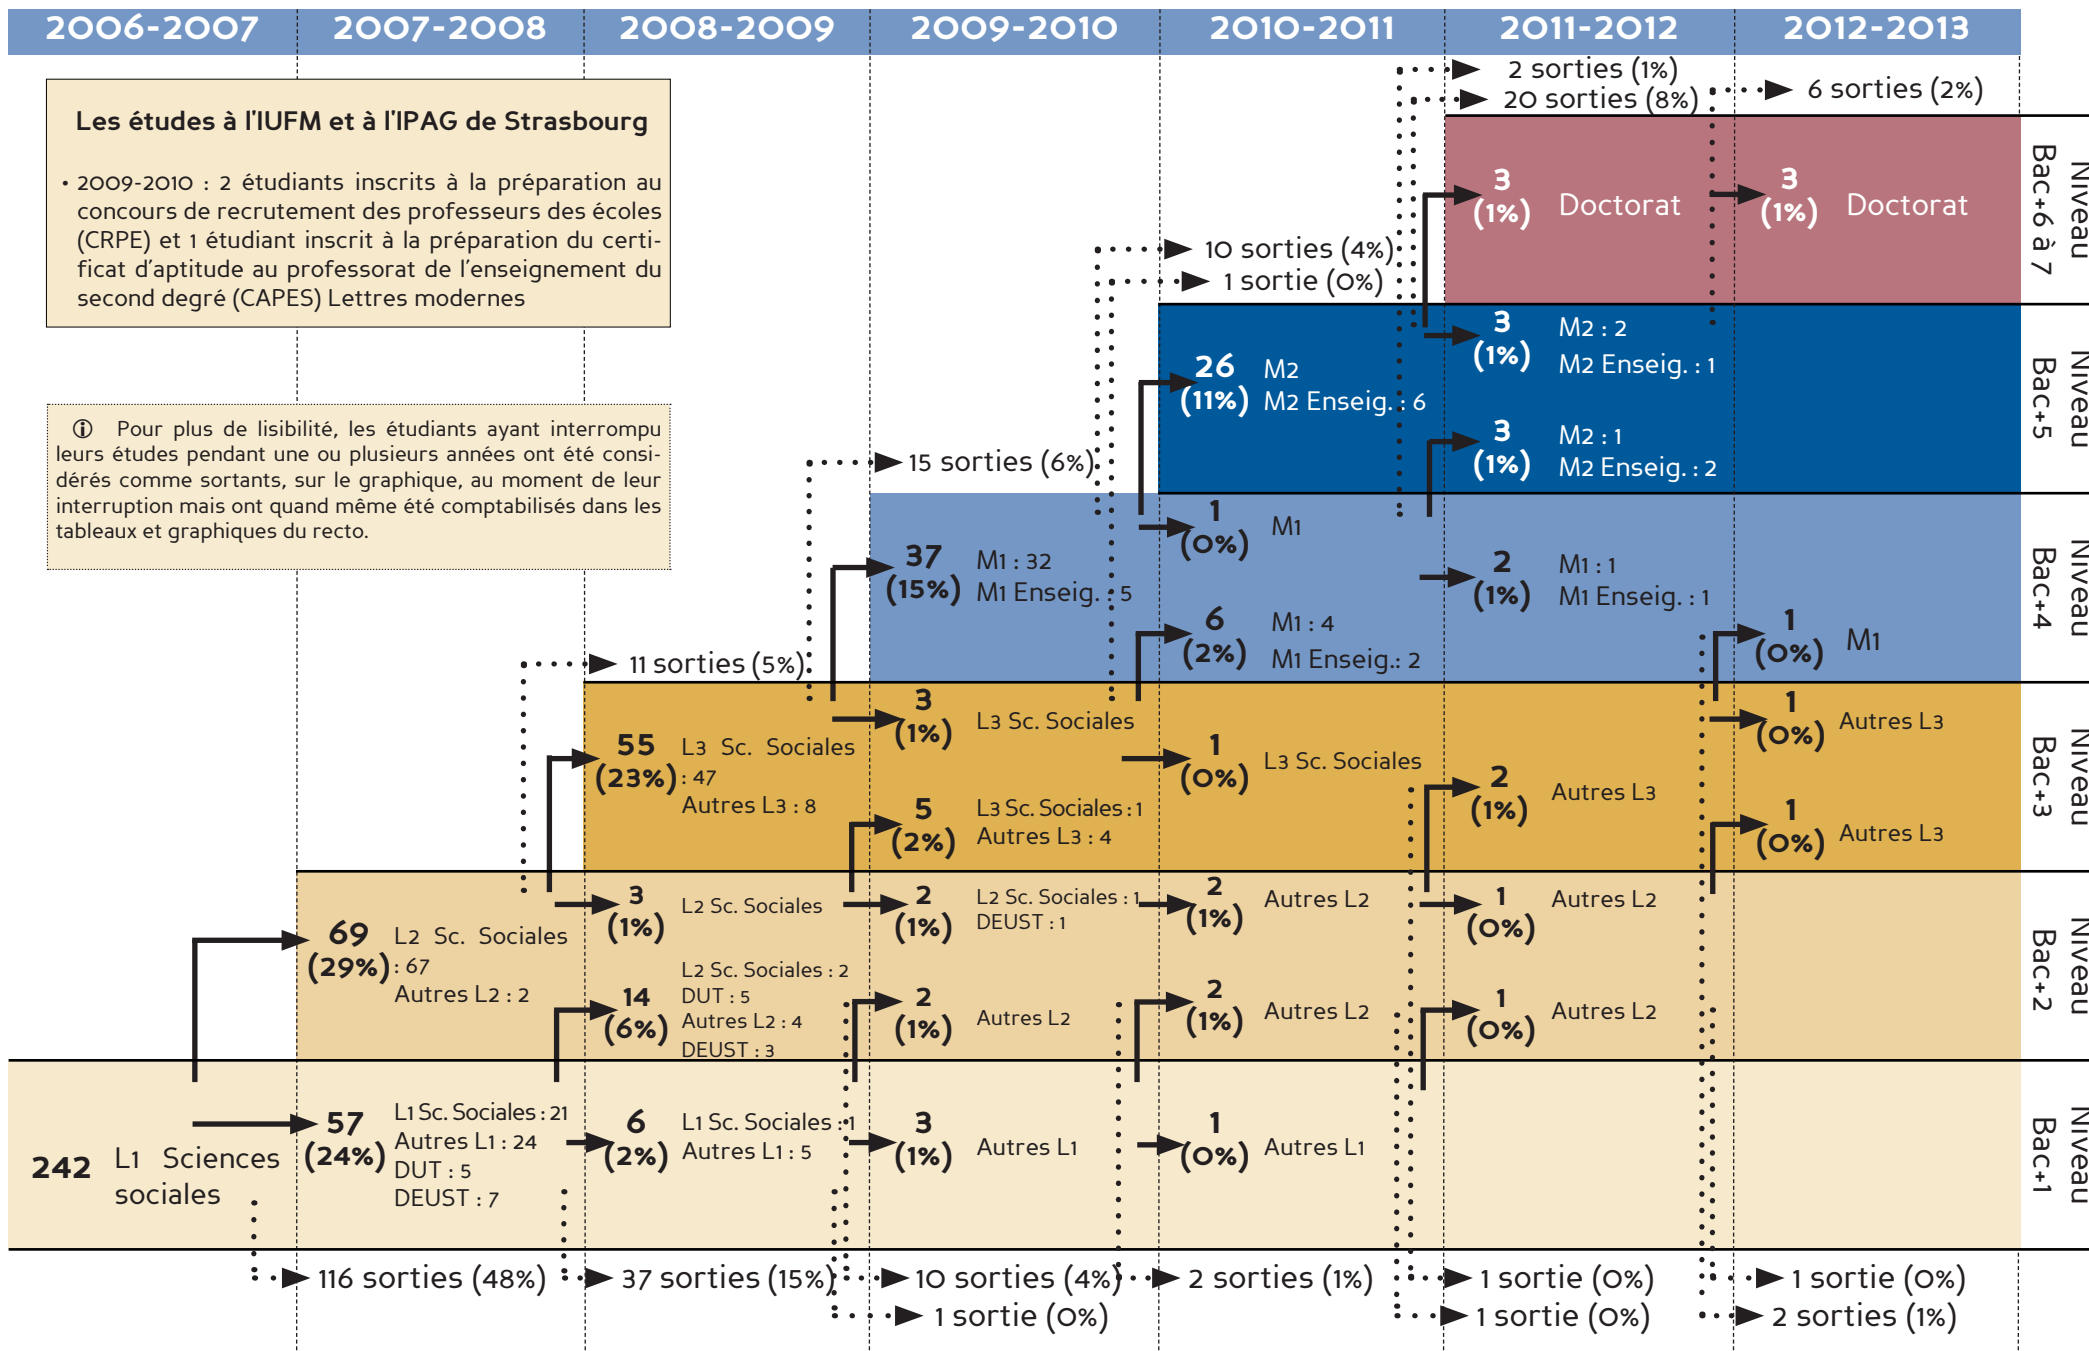 2006-2007
2007-2008
2008-2009
2009-2010
2010-2011
2011-2012
2012-2013
Les études à l'IUFM et à l'IPAG de Strasbourg
• 2009-2010 : 2 étudiants inscrits à la préparation au
concours de recrutement des professeurs des écoles
(CRPE) et 1 étudiant inscrit à la préparation du certi-
ficat d'aptitude au professorat de l'enseignement du
second degré (CAPES) Lettres modernes
Pour plus de lisibilité, les étudiants ayant interrompu
leurs études pendant une ou plusieurs années ont été consi-
dérés comme sortants, sur le graphique, au moment de leur
interruption mais ont quand même été comptabilisés dans les
tableaux et graphiques du recto.
2 sorties (1%)
20 sorties (8%)
6 sorties (2%)
3
(1%)
Doctorat
3
(1%)
Doctorat
Niveau
Bac+6 à 7
10 sorties (4%)
1 sortie (0%)
26
(11%)
M2
M2 Enseig. : 6
3
(1%)
M2 : 2
M2 Enseig. : 1
3
(1%)
M2 : 1
M2 Enseig. : 2
Niveau
Bac+5
15 sorties (6%)
37
(15%)
M1 : 32
M1 Enseig. : 5
1
(0%)
M1
6
(2%)
M1 : 4
M1 Enseig.: 2
2
(1%)
M1 : 1
M1 Enseig. : 1
1
(0%)
M1
Niveau
Bac+4
11 sorties (5%)
55
(23%)
L3 Sc. Sociales
: 47
Autres L3 : 8
3
(1%)
L3 Sc. Sociales
5
(2%)
L3 Sc. Sociales : 1
Autres L3 : 4
1
(0%)
L3 Sc. Sociales
2
(1%)
Autres L3
1
(0%)
Autres L3
1
(0%)
Autres L3
Niveau
Bac+3
69
(29%)
L2 Sc. Sociales
: 67
Autres L2 : 2
3
(1%)
L2 Sc. Sociales
14
(6%)
L2 Sc. Sociales : 2
DUT : 5
Autres L2 : 4
DEUST : 3
2
(1%)
L2 Sc. Sociales : 1
DEUST : 1
2
(1%)
Autres L2
2
(1%)
Autres L2
2
(1%)
Autres L2
1
(0%)
Autres L2
1
(0%)
Autres L2
Niveau
Bac+2
242
L1 Sciences
sociales
57
(24%)
L1 Sc. Sociales : 21
Autres L1 : 24
DUT : 5
DEUST : 7
6
(2%)
L1 Sc. Sociales : 1
Autres L1 : 5
3
(1%)
Autres L1
1
(0%)
Autres L1
Niveau
Bac+1
116 sorties (48%)
37 sorties (15%)
10 sorties (4%)
1 sortie (0%)
2 sorties (1%)
1 sortie (0%)
1 sortie (0%)
1 sortie (0%)
2 sorties (1%)